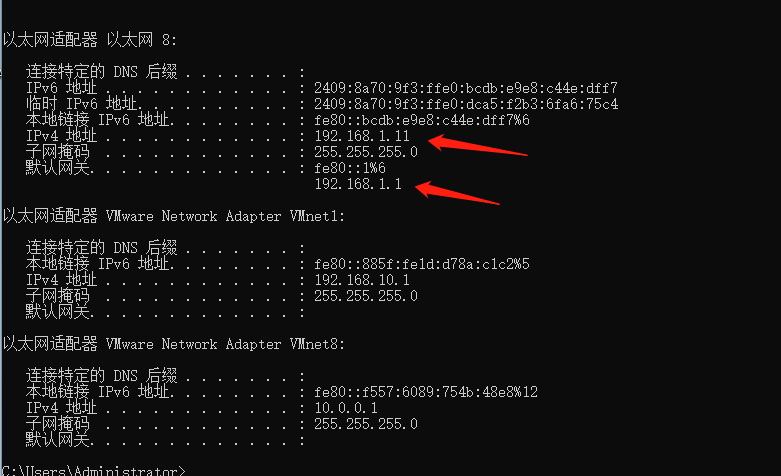 以太网适配器 以太网 8:
连接特定的 DNS 后缀 . . . . . . . :
IPv6 地址 . . . . . . . . . . . . : 2409:8a70:9f3:ffe0:bcdb:e9e8:c44e:dff7
临时 IPv6 地址. . . . . . . . . . : 2409:8a70:9f3:ffe0:dca5:f2b3:6fa6:75c4
本地链接 IPv6 地址. . . . . . . . : fe80::bcdb:e9e8:c44e:dff7%6
IPv4 地址 . . . . . . . . . . . . : 192.168.1.11
子网掩码 . . . . . . . . . . . . : 255.255.255.0
默认网关. . . . . . . . . . . . . : fe80::1%6
192.168.1.1
以太网适配器 VMware Network Adapter VMnet1:
连接特定的 DNS 后缀 . . . . . . . :
本地链接 IPv6 地址. . . . . . . . : fe80::885f:fe1d:d78a:c1c2%5
IPv4 地址 . . . . . . . . . . . . : 192.168.10.1
子网掩码 . . . . . . . . . . . . : 255.255.255.0
默认网关. . . . . . . . . . . . . :
以太网适配器 VMware Network Adapter VMnet8:
连接特定的 DNS 后缀 . . . . . . . :
本地链接 IPv6 地址. . . . . . . . : fe80::f557:6089:754b:48e8%12
IPv4 地址 . . . . . . . . . . . . : 10.0.0.1
子网掩码 . . . . . . . . . . . . : 255.255.255.0
默认网关. . . . . . . . . . . . . :
C:\Users\Administrator>